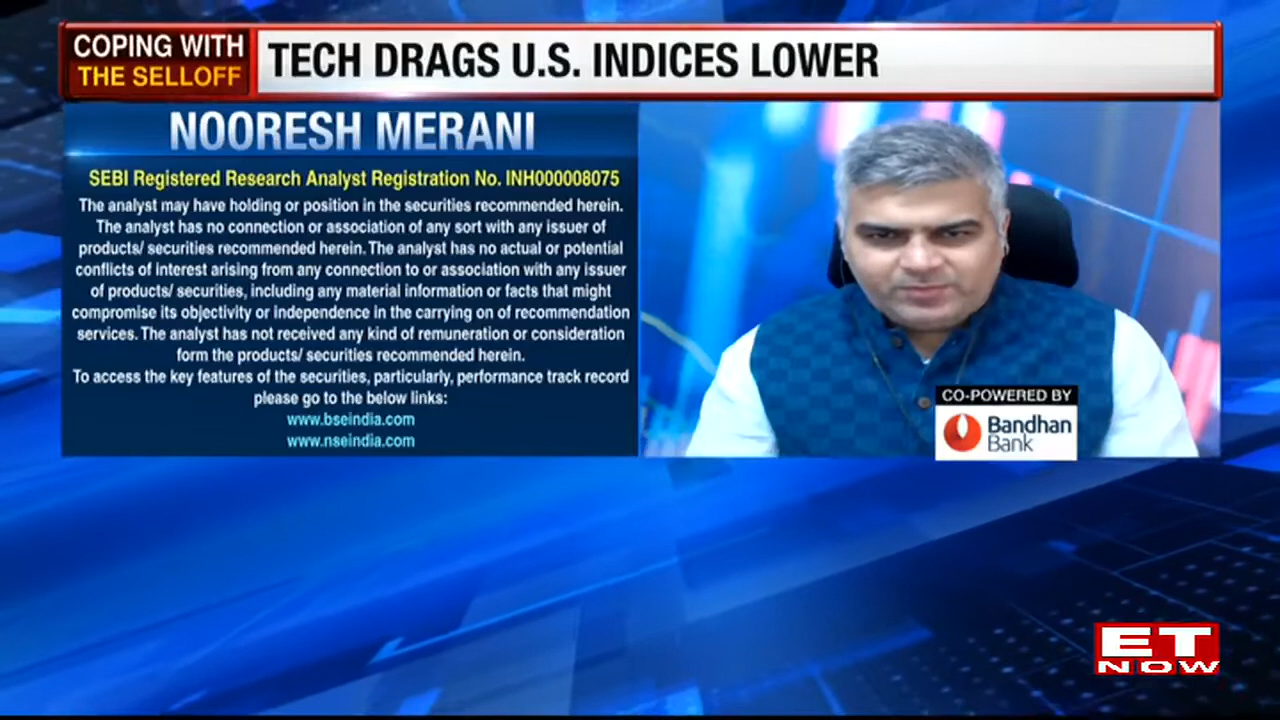 COPING WITH
THE SELLOFF
TECH DRAGS U.S. INDICES LOWER
NOORESH MERANI
SEBI Registered Research Analyst Registration No. INH000008075
The analyst may have holding or position in the securities recommended herein.
The analyst has no connection or association of any sort with any issuer of
products/ securities recommended herein. The analyst has no actual or potential
conflicts of interest arising from any connection to or association with any issuer
of products/ securities, including any material information or facts that might
compromise its objectivity or independence in the carrying on of recommendation
services. The analyst has not received any kind of remuneration or consideration
form the products/ securities recommended herein.
To access the key features of the securities, particularly, performance track record
please go to the below links:
www.bseindia.com
www.nseindia.com
CO-POWERED BY
Bandhan
Bank
ET
NOW